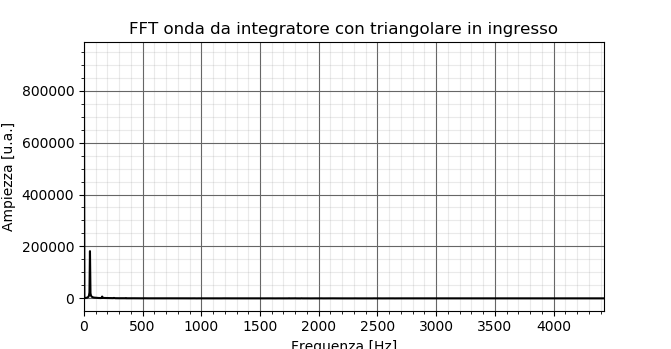 FFT onda da integratore con triangolare in ingresso
Ampiezza [u.a.]
800000
600000
400000
200000
0
0 500 1000 1500 2000 2500 3000 3500 4000
Frequenza [Hz]